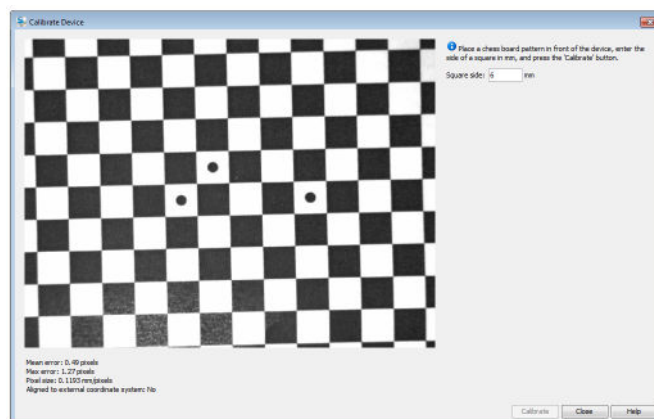 Calibrate Device
Place a chess board pattern in front of the device, enter the
side of a square in mm, and press the 'Calibrate' button.
Square side: 6 mm
Mean error: 0.49 pixels
Max error: 1.27 pixels
Pixel size: 0.1193 mm/pixels
Aligned to external coordinate system: No
Calibrate Close Help